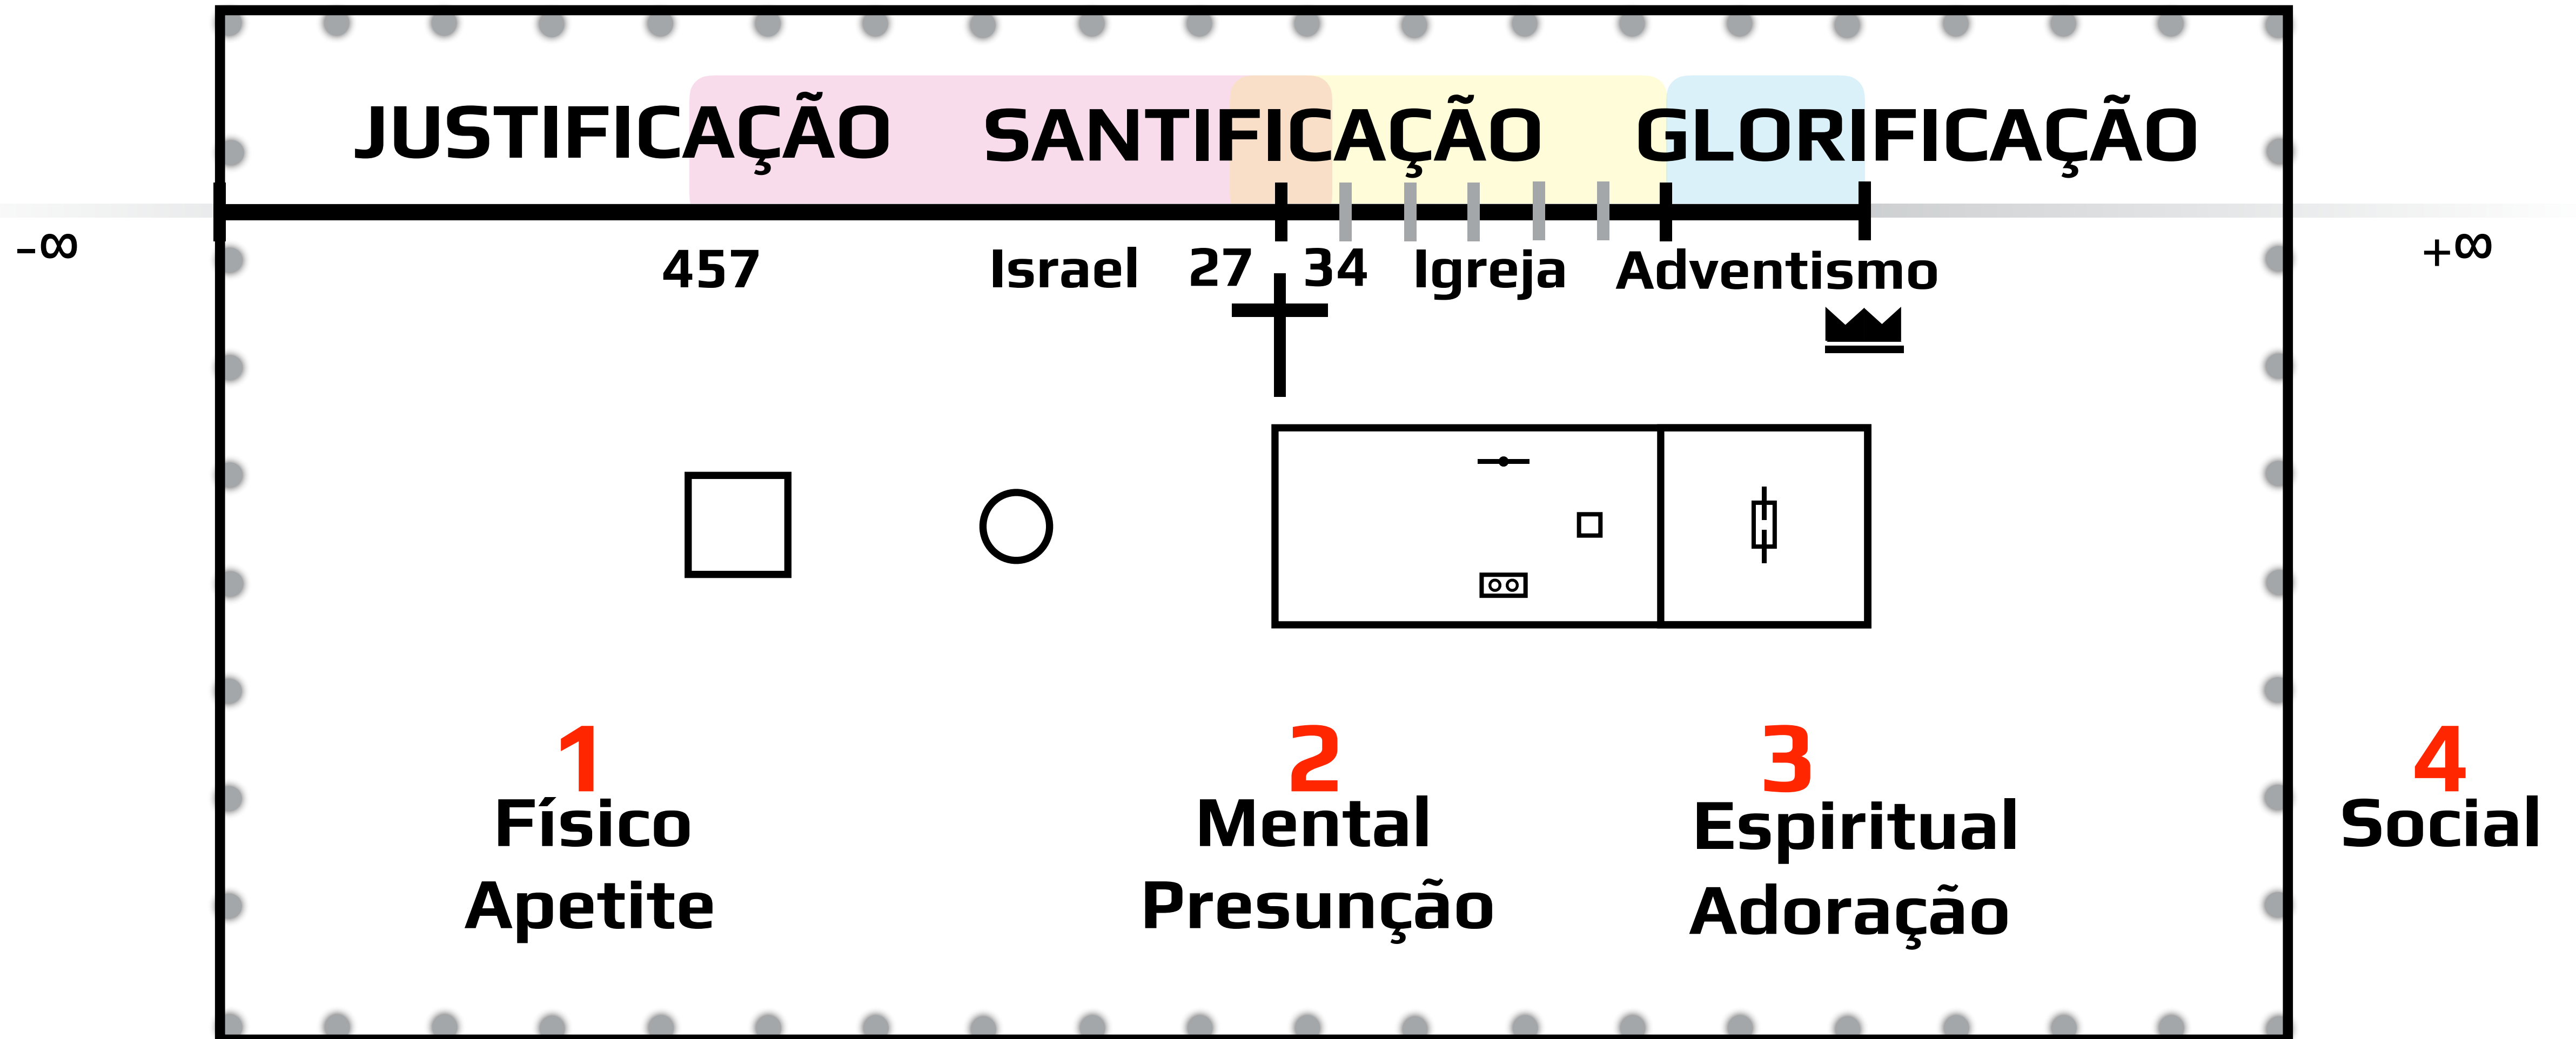 JUSTIFICAÇÃO SANTIFICAÇÃO GLORIFICAÇÃO
-∞ +∞
457 Israel 27 34 Igreja Adventismo
1 2 3 4
Físico Mental Espiritual Social
Apetite Presunção Adoração